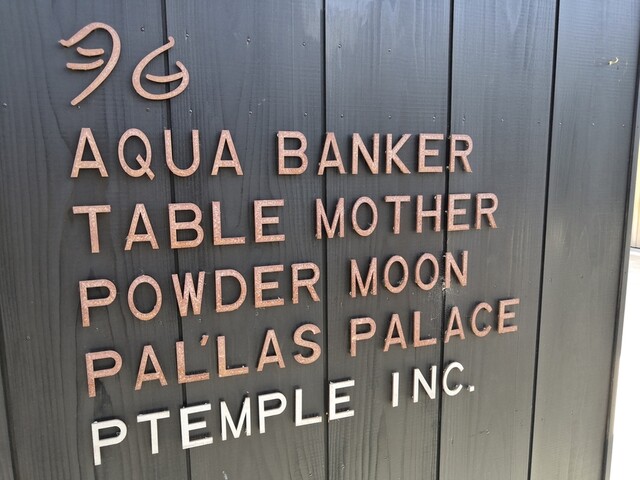 AQUA BANKER
TABLE MOTHER
POWDER MOON
PAL'LAS PALACE
PTEMPLE INC.